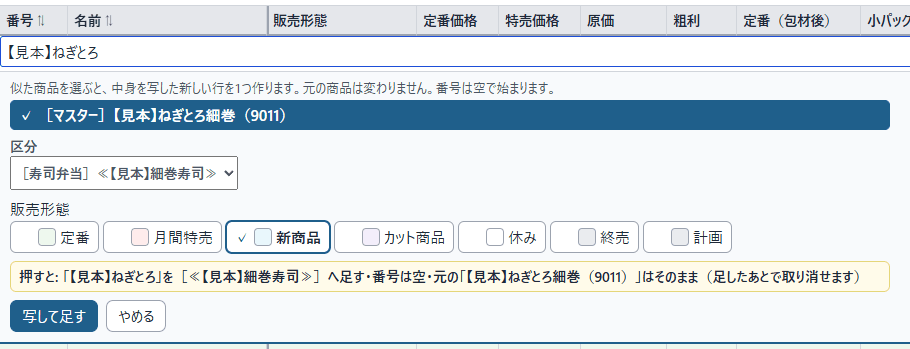 番号 ⇅ 名前 ⇅ 販売形態 定番価格 特売価格 原価 粗利 定番（包材後） 小パック
【見本】ねぎとろ
似た商品を選ぶと、中身を写した新しい行を1つ作ります。元の商品は変わりません。番号は空で始まります。
✓ ［マスター］【見本】ねぎとろ細巻（9011）
区分
［寿司弁当］≪【見本】細巻寿司≫
販売形態
定番 月間特売 ✓ 新商品 カット商品 休み 終売 計画
押すと:「【見本】ねぎとろ」を［≪【見本】細巻寿司≫］へ足す・番号は空・元の「【見本】ねぎとろ細巻（9011）」はそのまま（足したあとで取り消せます）
写して足す やめる